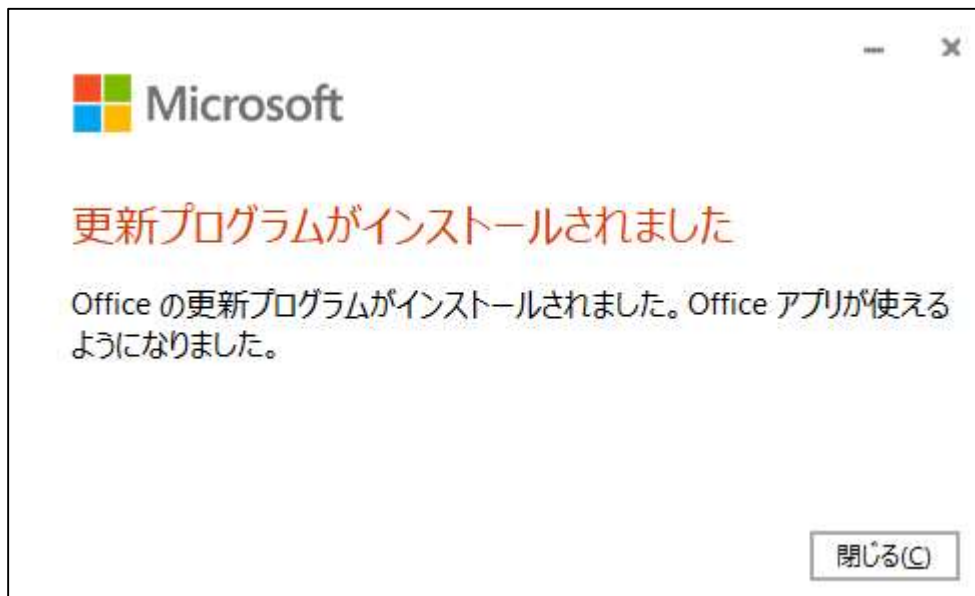 Microsoft
更新プログラムがインストールされました
Office の更新プログラムがインストールされました。Office アプリが使える
ようになりました。
閉じる(C)